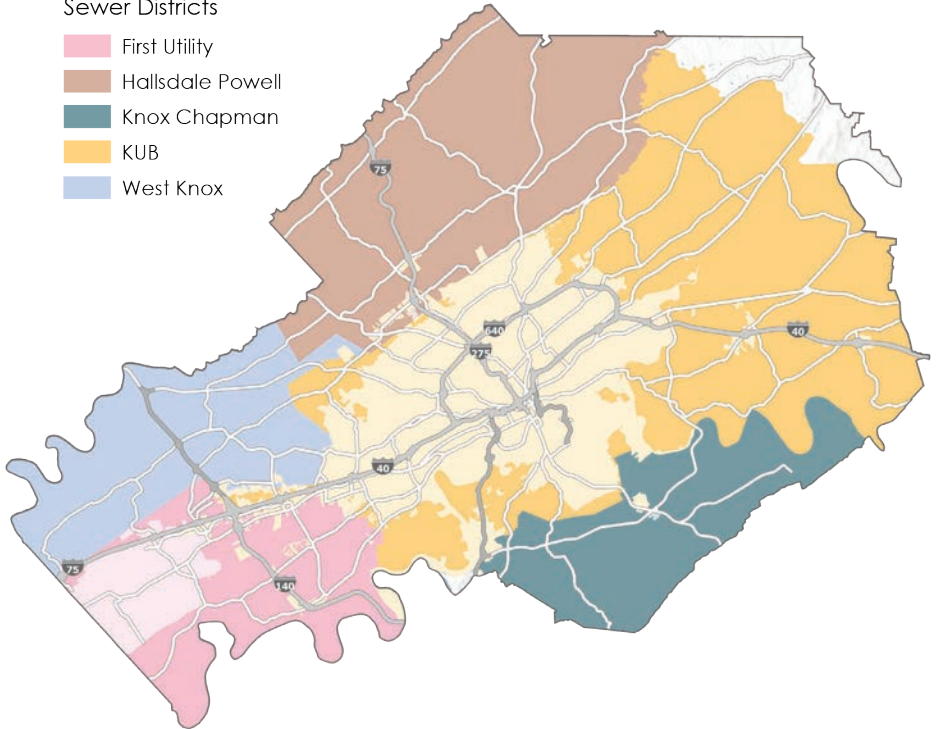 Sewer Districts
First Utility
Hallsdale Powell
Knox Chapman
KUB
West Knox
75
640
275
40
40
75
140